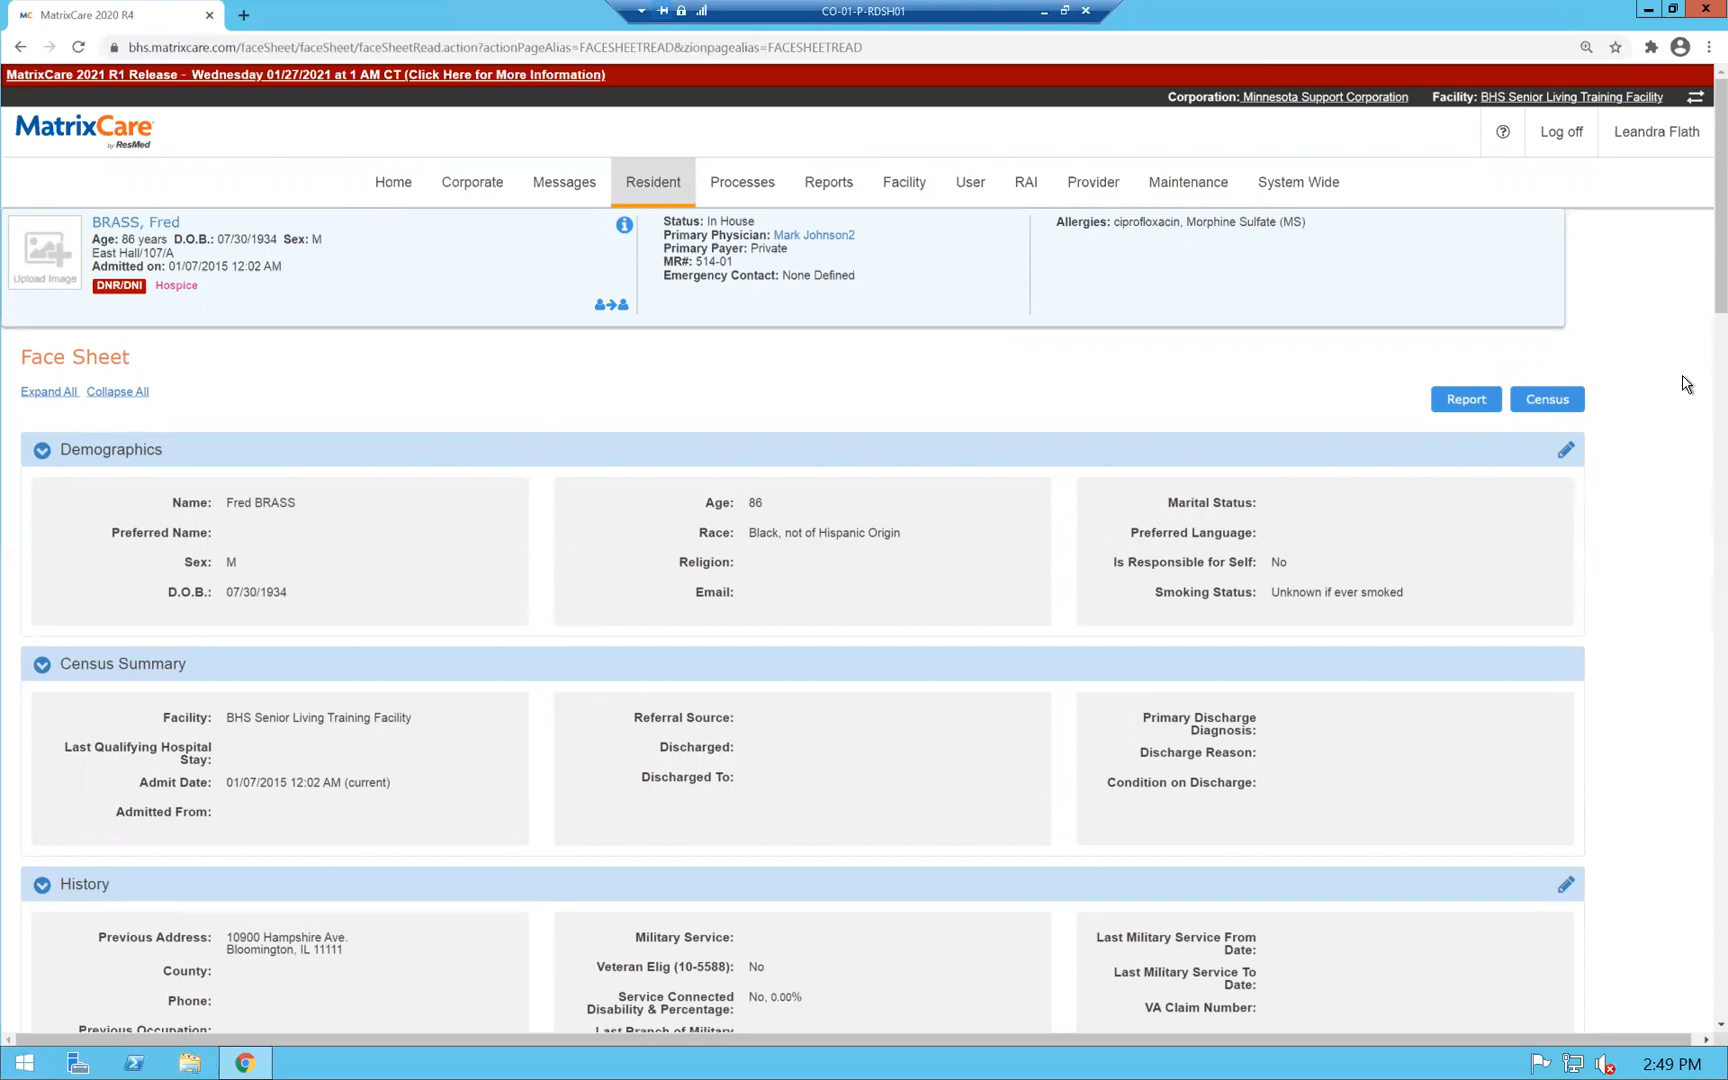 MatrixCare 2020 R4
CO-01-P-RDSH01
bhs.matrixcare.com/faceSheet/faceSheet/faceSheetRead.action?actionPageAlias=FACESHEETREAD&zionpagealias=FACESHEETREAD
MatrixCare 2021 R1 Release - Wednesday 01/27/2021 at 1 AM CT (Click Here for More Information)
Corporation: Minnesota Support Corporation Facility: BHS Senior Living Training Facility
MatrixCare
by ResMed
Log off Leandra Flath
Home Corporate Messages Resident Processes Reports Facility User RAI Provider Maintenance System Wide
Upload Image
BRASS, Fred
Age: 86 years D.O.B.: 07/30/1934 Sex: M
East Hall/107/A
Admitted on: 01/07/2015 12:02 AM
DNR/DNI Hospice
Status: In House
Primary Physician: Mark Johnson2
Primary Payer: Private
MR#: 514-01
Emergency Contact: None Defined
Allergies: ciprofloxacin, Morphine Sulfate (MS)
Face Sheet
Expand All Collapse All
Report Census
Demographics
Name: Fred BRASS
Preferred Name:
Sex: M
D.O.B.: 07/30/1934
Age: 86
Race: Black, not of Hispanic Origin
Religion:
Email:
Marital Status:
Preferred Language:
Is Responsible for Self: No
Smoking Status: Unknown if ever smoked
Census Summary
Facility: BHS Senior Living Training Facility
Last Qualifying Hospital
Stay:
Admit Date: 01/07/2015 12:02 AM (current)
Admitted From:
Referral Source:
Discharged:
Discharged To:
Primary Discharge
Diagnosis:
Discharge Reason:
Condition on Discharge:
History
Previous Address: 10900 Hampshire Ave.
Bloomington, IL 11111
County:
Phone:
Previous Occupation:
Military Service:
Veteran Elig (10-5588): No
Service Connected
Disability & Percentage: No, 0.00%
Last Branch of Military
Last Military Service From
Date:
Last Military Service To
Date:
VA Claim Number:
2:49 PM